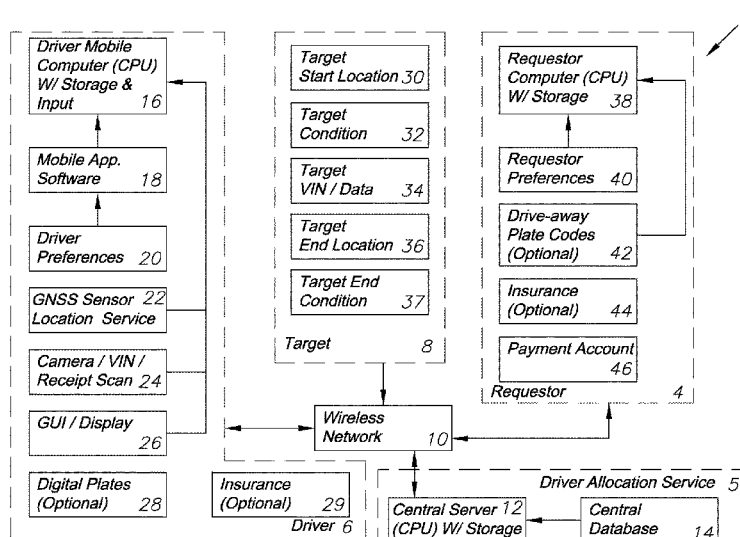 Driver Mobile
Computer (CPU)
W/ Storage &
Input 16
Mobile App.
Software 18
Driver
Preferences 20
GNSS Sensor 22
Location Service
Camera / VIN /
Receipt Scan 24
GUI / Display
26
Digital Plates
(Optional) 28
Insurance
(Optional) 29
Driver 6
Target
Start Location 30
Target
Condition 32
Target
VIN / Data 34
Target
End Location 36
Target End
Condition 37
Target 8
Wireless
Network 10
Requestor
Computer (CPU)
W/ Storage 38
Requestor
Preferences 40
Drive-away
Plate Codes
(Optional) 42
Insurance
(Optional) 44
Payment Account
46
Requestor 4
Driver Allocation Service 5
Central Server 12
(CPU) W/ Storage
Central
Database 14